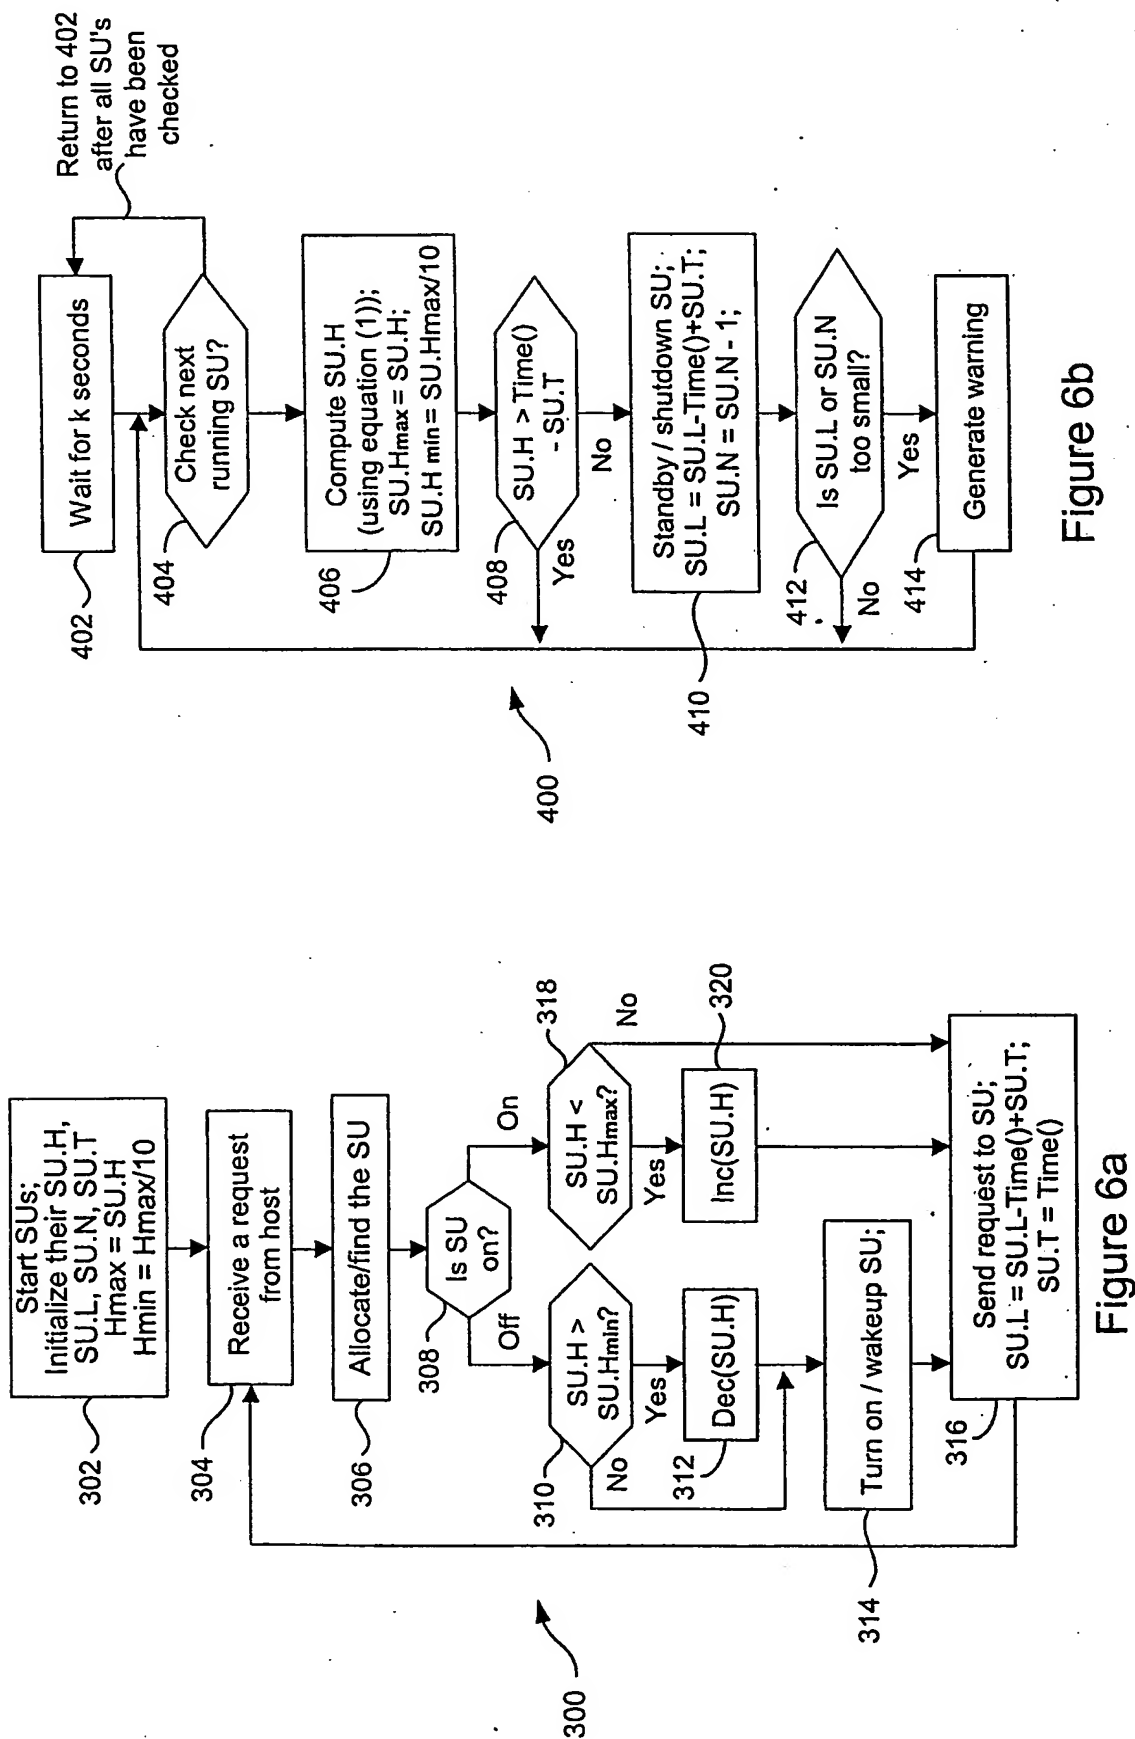 300
302
Start SUs;
Initialize their SU.H,
SU.L, SU.N, SU.T
Hmax = SU.H
Hmin = Hmax/10
304
Receive a request
from host
306
Allocate/find the SU
308
Is SU
on?
Off
On
310
SU.H >
SU.Hmin?
318
SU.H <
SU.Hmax?
No
Yes
Yes
No
312
Dec(SU.H)
Inc(SU.H)
320
314
Turn on / wakeup SU;
316
Send request to SU;
SU.L = SU.L-Time()+SU.T;
SU.T = Time()
Figure 6a
400
Return to 402
after all SU's
have been
checked
402
Wait for k seconds
404
Check next
running SU?
406
Compute SU.H
(using equation (1));
SU.Hmax = SU.H;
SU.H min = SU.Hmax/10
408
SU.H > Time()
- SU.T
Yes
No
410
Standby / shutdown SU;
SU.L = SU.L-Time()+SU.T;
SU.N = SU.N - 1;
412
Is SU.L or SU.N
too small?
No
Yes
414
Generate warning
Figure 6b